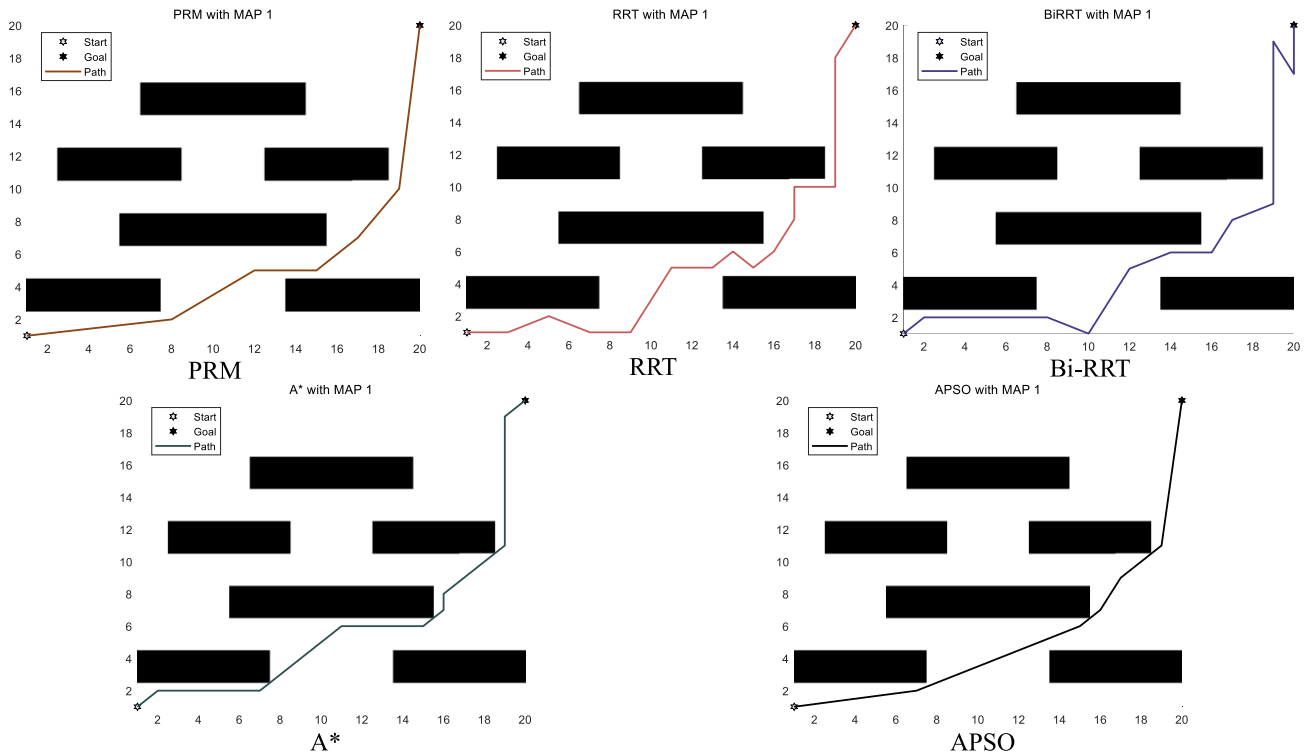 PRM with MAP 1
Start
Goal
Path
20
18
16
14
12
10
8
6
4
2
2 4 6 8 10 12 14 16 18 20
PRM
RRT with MAP 1
Start
Goal
Path
20
18
16
14
12
10
8
6
4
2
2 4 6 8 10 12 14 16 18 20
RRT
BiRRT with MAP 1
Start
Goal
Path
20
18
16
14
12
10
8
6
4
2
2 4 6 8 10 12 14 16 18 20
Bi-RRT
A* with MAP 1
Start
Goal
Path
20
18
16
14
12
10
8
6
4
2
2 4 6 8 10 12 14 16 18 20
A*
APSO with MAP 1
Start
Goal
Path
20
18
16
14
12
10
8
6
4
2
2 4 6 8 10 12 14 16 18 20
APSO